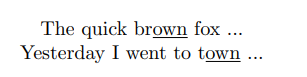 The quick brown fox ...
Yesterday I went to town ...